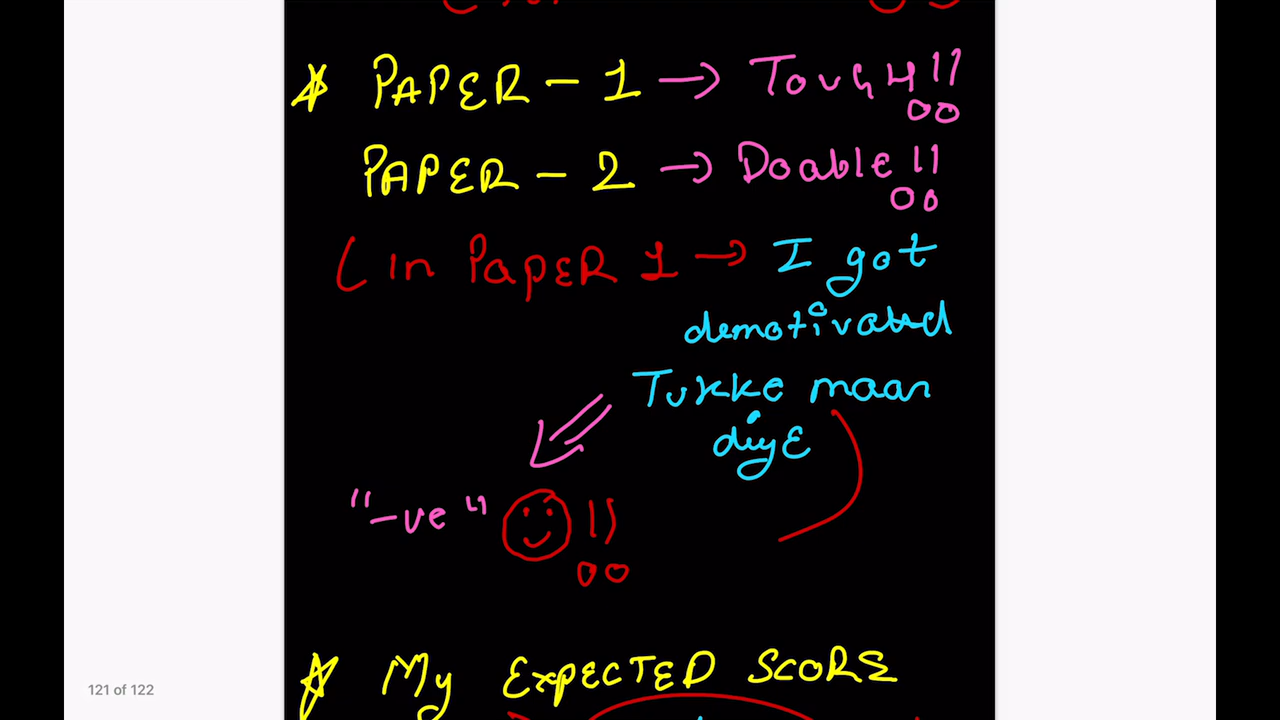 * PAPER - 1 → TOUGH!!
PAPER - 2 → Doable!!
(in PAPER 1 → I got
demotivated
Tukke maar
diye
"-ve" !!
121 of 122
* My EXPECTED SCORE